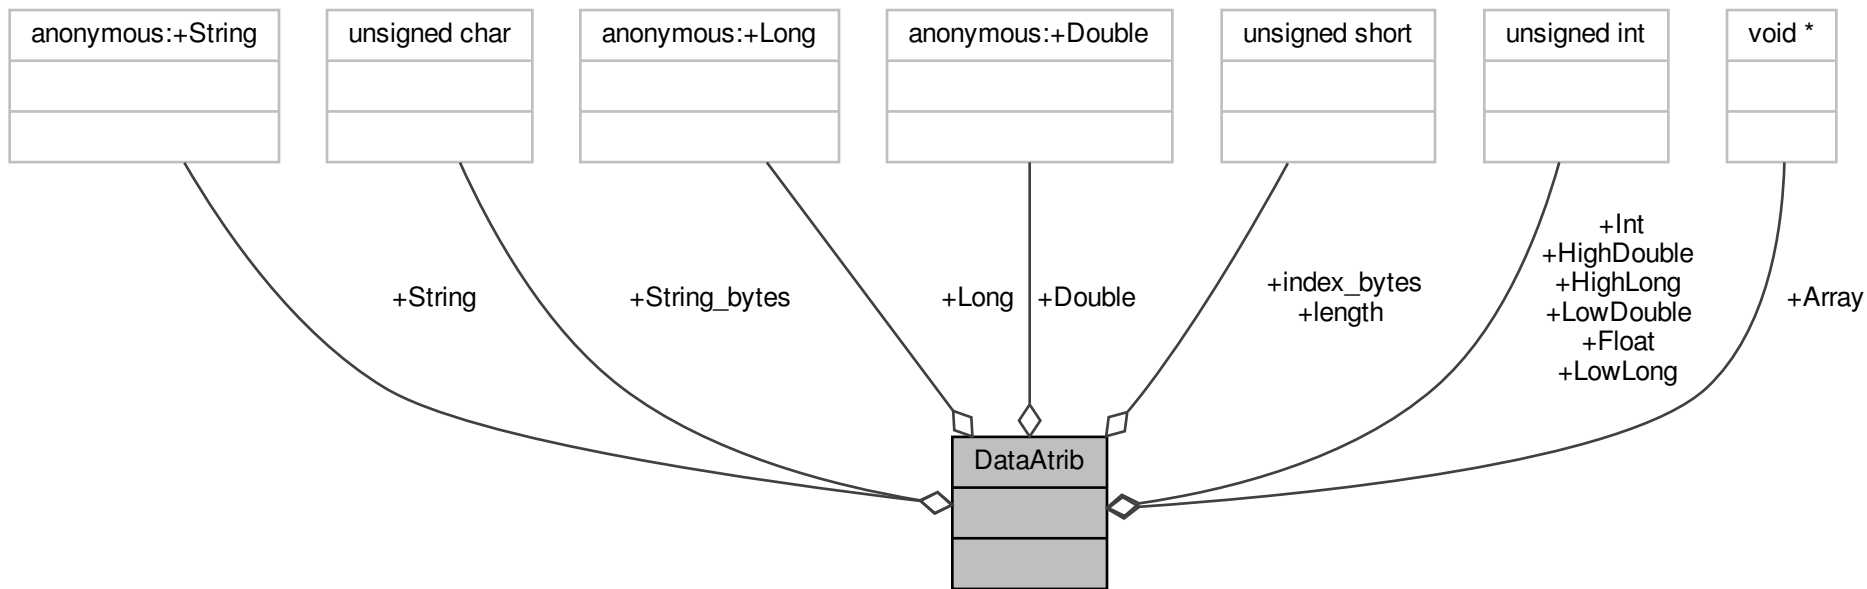 anonymous:+String
unsigned char
anonymous:+Long
anonymous:+Double
unsigned short
unsigned int
void *
+String
+String_bytes
+Long
+Double
+index_bytes
+length
+Int
+HighDouble
+HighLong
+LowDouble
+Float
+LowLong
+Array
DataAtrib